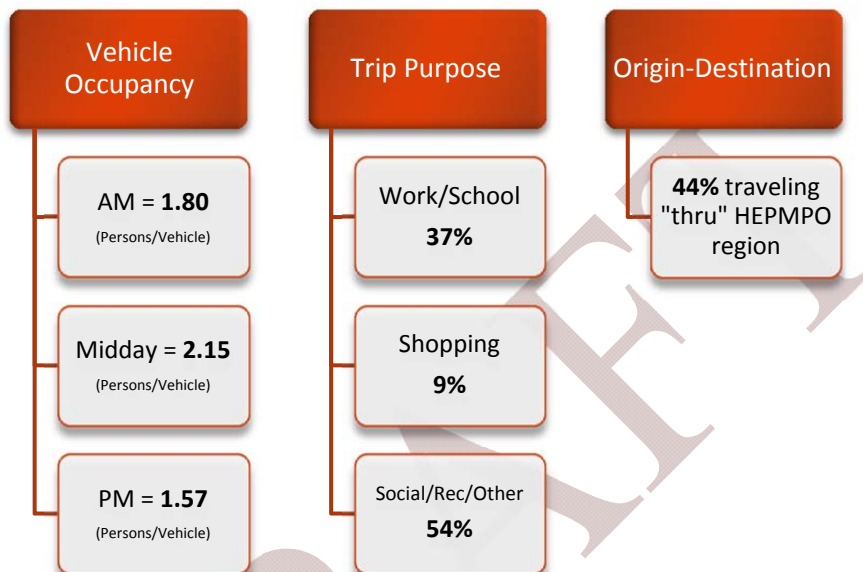 Vehicle
Occupancy
AM = 1.80
(Persons/Vehicle)
Midday = 2.15
(Persons/Vehicle)
PM = 1.57
(Persons/Vehicle)
Trip Purpose
Work/School
37%
Shopping
9%
Social/Rec/Other
54%
Origin-Destination
44% traveling
"thru" HEPMPO
region